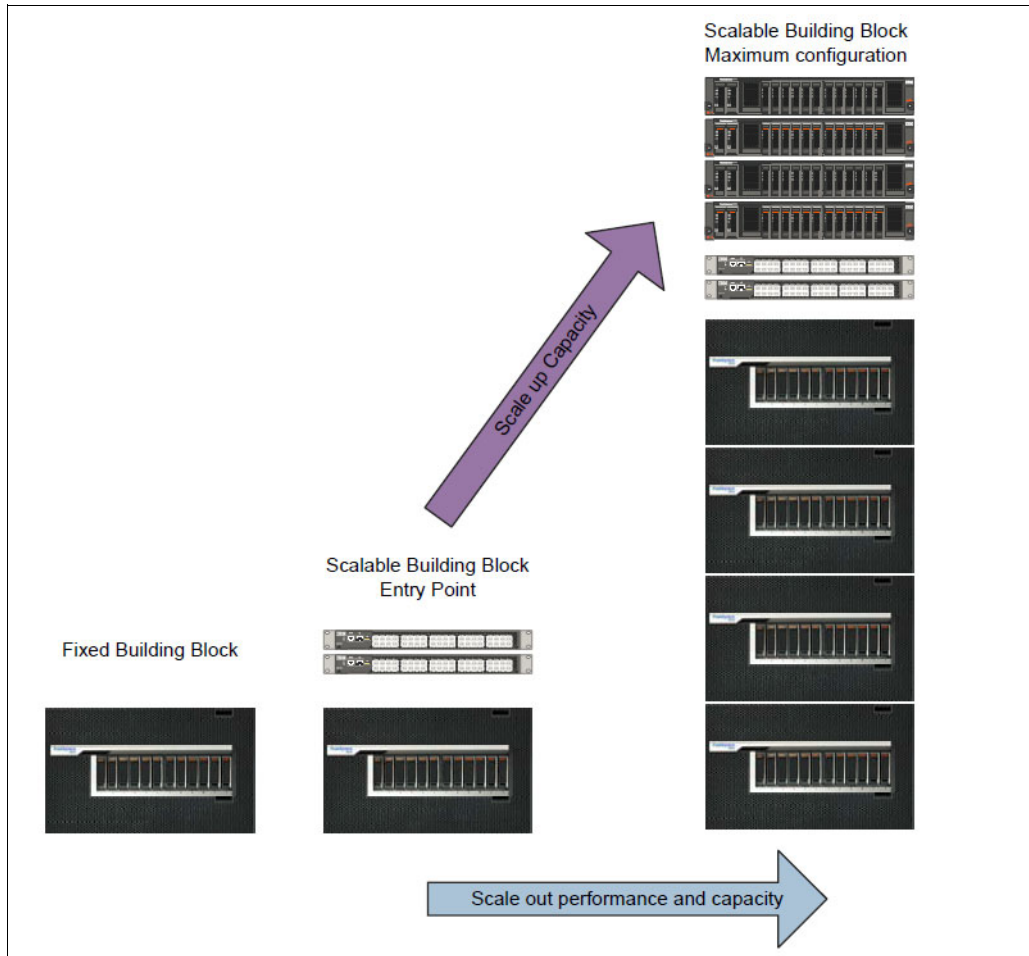 Scalable Building Block
Maximum configuration
Scale up Capacity
Scalable Building Block
Entry Point
Fixed Building Block
Scale out performance and capacity